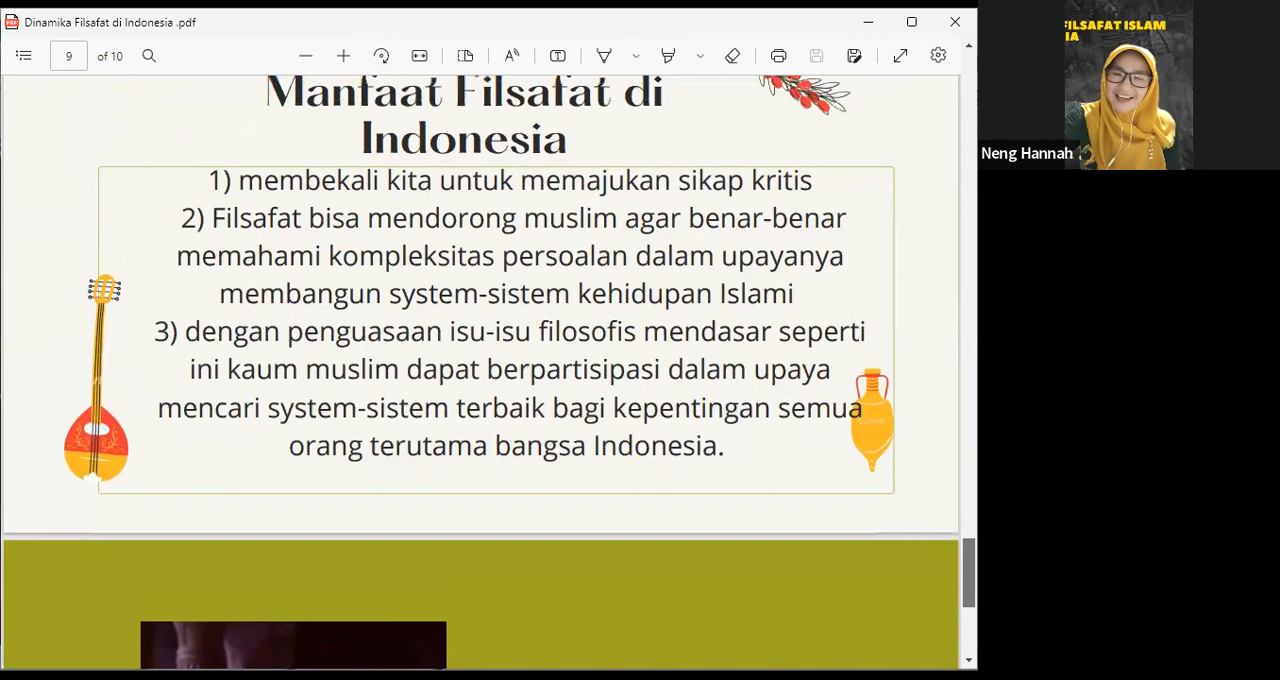 Dinamika Filsafat di Indonesia .pdf
9 of 10
FILSAFAT ISLAM
IA
Neng Hannah
Manfaat Filsafat di
Indonesia
1) membekali kita untuk memajukan sikap kritis
2) Filsafat bisa mendorong muslim agar benar-benar
memahami kompleksitas persoalan dalam upayanya
membangun system-sistem kehidupan Islami
3) dengan penguasaan isu-isu filosofis mendasar seperti
ini kaum muslim dapat berpartisipasi dalam upaya
mencari system-sistem terbaik bagi kepentingan semua
orang terutama bangsa Indonesia.